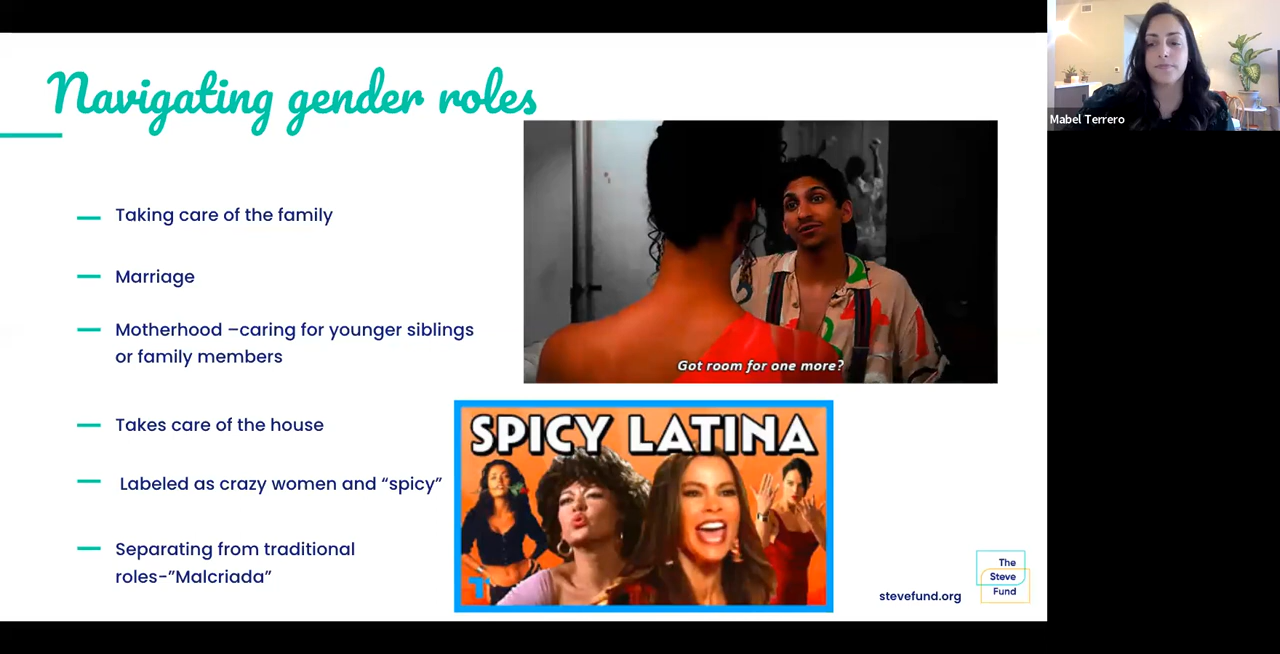 Navigating gender roles
Mabel Terrero
Taking care of the family
Marriage
Motherhood –caring for younger siblings
or family members
Takes care of the house
Labeled as crazy women and “spicy”
Separating from traditional
roles-”Malcriada”
Got room for one more?
SPICY LATINA
T
stevefund.org
The
Steve
Fund